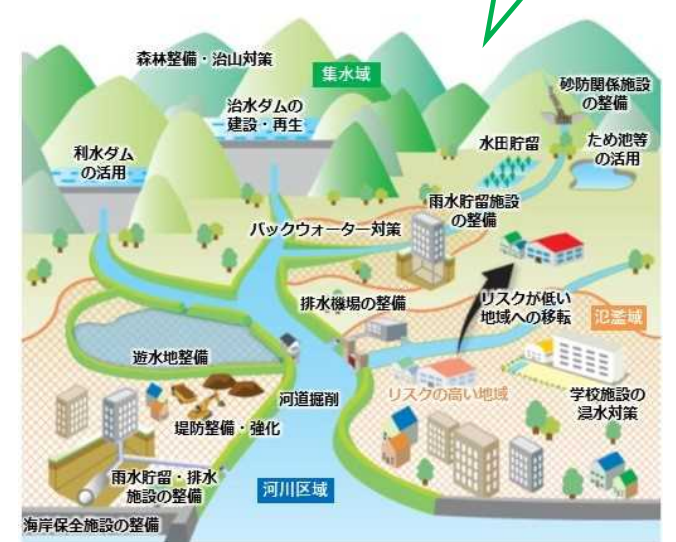 森林整備・治山対策
集水域
治水ダムの
建設・再生
砂防関係施設
の整備
利水ダム
の活用
水田貯留
ため池等
の活用
雨水貯留施設
の整備
バックウォーター対策
排水機場の整備
リスクが低い
地域への移転
氾濫域
遊水地整備
河道掘削
リスクの高い地域
学校施設の
浸水対策
堤防整備・強化
雨水貯留・排水
施設の整備
河川区域
海岸保全施設の整備